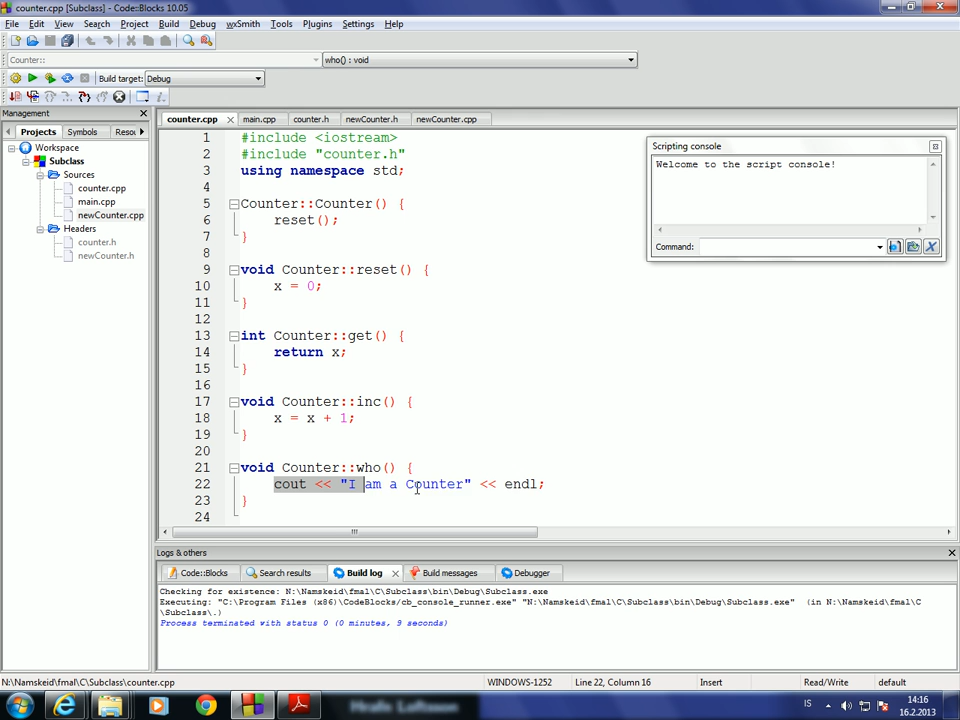 counter.cpp [Subclass] - Code::Blocks 10.05
File Edit View Search Project Build Debug wxSmith Tools Plugins Settings Help
Counter:: who() : void
Build target: Debug
Management
Projects Symbols Resou
Workspace
Subclass
Sources
counter.cpp
main.cpp
newCounter.cpp
Headers
counter.h
newCounter.h
counter.cpp main.cpp counter.h newCounter.h newCounter.cpp
1 #include <iostream>
2 #include "counter.h"
3 using namespace std;
4
5 Counter::Counter() {
6 reset();
7 }
8
9 void Counter::reset() {
10 x = 0;
11 }
12
13 int Counter::get() {
14 return x;
15 }
16
17 void Counter::inc() {
18 x = x + 1;
19 }
20
21 void Counter::who() {
22 cout << "I am a Counter" << endl;
23 }
24
Scripting console
Welcome to the script console!
Command:
Logs & others
Code::Blocks Search results Build log Build messages Debugger
Checking for existence: N:\Namskeid\fmal\C\Subclass\bin\Debug\Subclass.exe
Executing: "C:\Program Files (x86)\CodeBlocks/cb_console_runner.exe" "N:\Namskeid\fmal\C\Subclass\bin\Debug\Subclass.exe" (in N:\Namskeid\fmal\C
\Subclass\.)
Process terminated with status 0 (0 minutes, 9 seconds)
N:\Namskeid\fmal\C\Subclass\counter.cpp WINDOWS-1252 Line 22, Column 16 Insert Read/Write default
Hrafn Loftsson
IS
14:16
16.2.2013